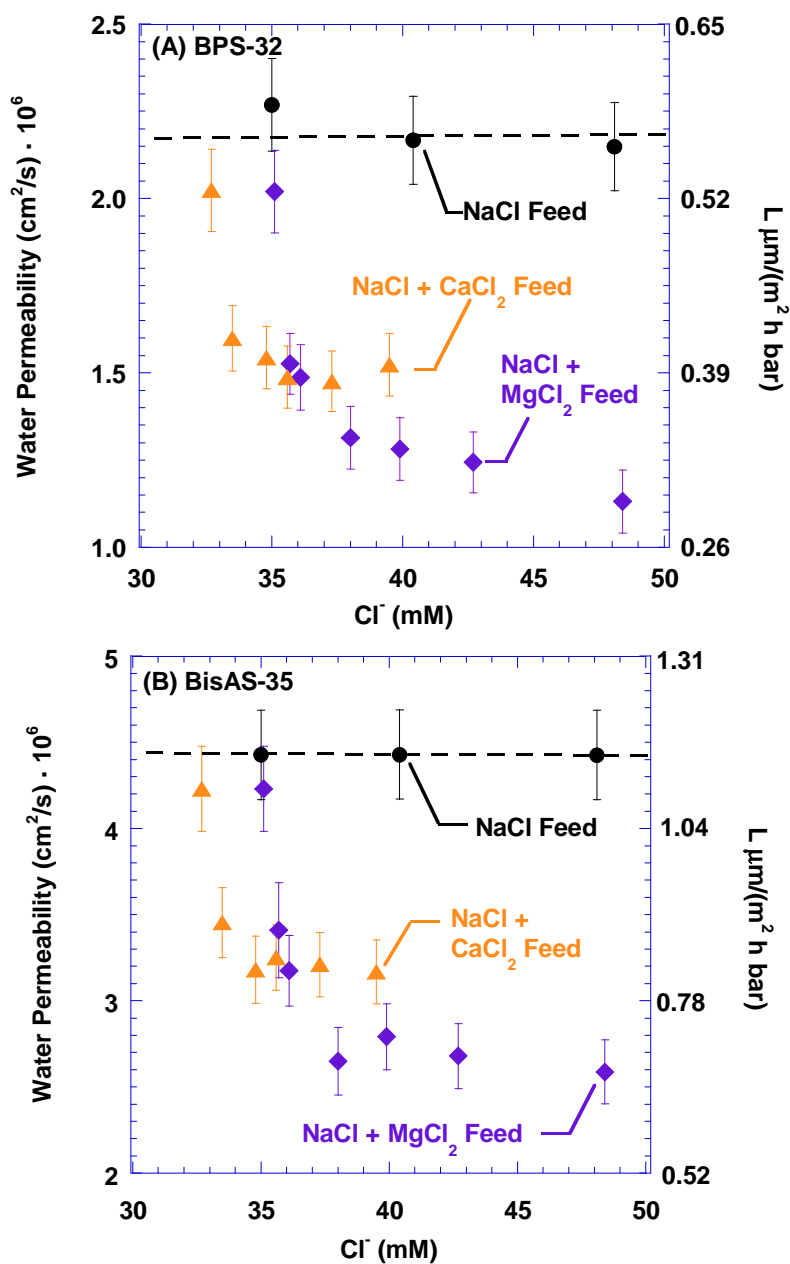 (A) BPS-32
2.5
2.0
1.5
1.0
Water Permeability (cm²/s) · 10⁶
0.65
0.52
0.39
0.26
L μm/(m² h bar)
NaCl Feed
NaCl + CaCl₂ Feed
NaCl +
MgCl₂ Feed
30 35 40 45 50
Cl⁻ (mM)
(B) BisAS-35
5
4
3
2
Water Permeability (cm²/s) · 10⁶
1.31
1.04
0.78
0.52
L μm/(m² h bar)
NaCl Feed
NaCl +
CaCl₂ Feed
NaCl + MgCl₂ Feed
30 35 40 45 50
Cl⁻ (mM)